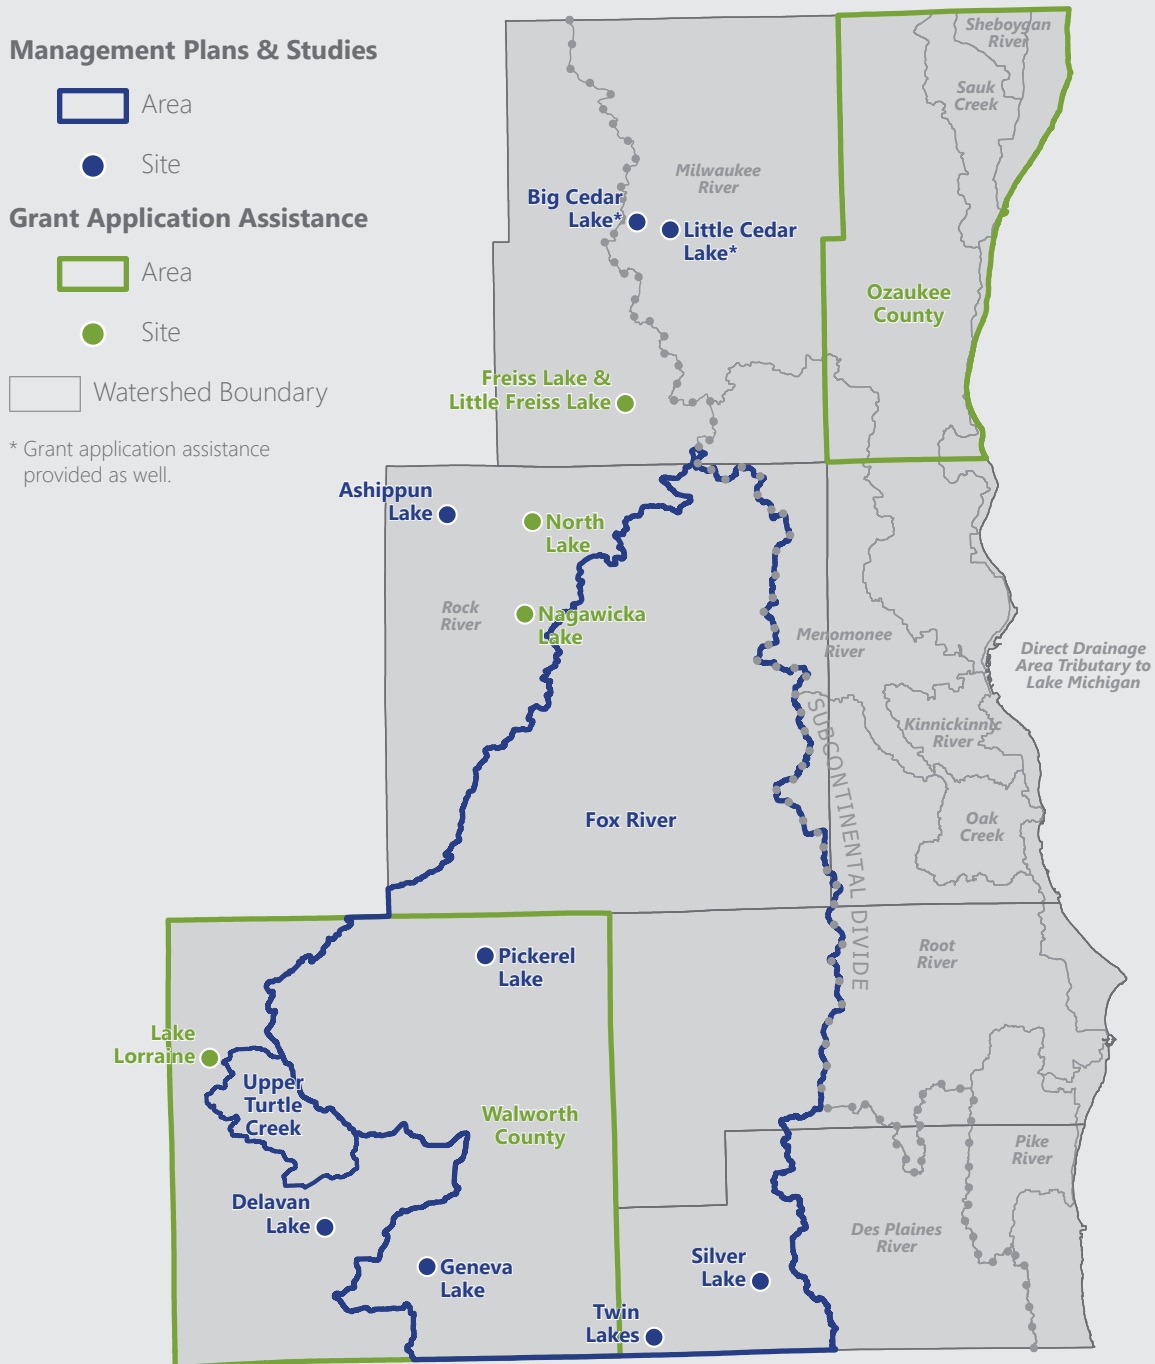 Management Plans & Studies
Area
Site
Grant Application Assistance
Area
Site
Watershed Boundary
* Grant application assistance
provided as well.
Sheboygan
River
Sauk
Creek
Milwaukee
River
Big Cedar
Lake*
Little Cedar
Lake*
Ozaukee
County
Freiss Lake &
Little Freiss Lake
Ashippun
Lake
North
Lake
Rock
River
Nagawicka
Lake
Menomonee
River
Direct Drainage
Area Tributary to
Lake Michigan
Kinnickinnic
River
SUBCONTINENTAL DIVIDE
Fox River
Oak
Creek
Root
River
Pickerel
Lake
Lake
Lorraine
Upper
Turtle
Creek
Walworth
County
Pike
River
Delavan
Lake
Des Plaines
River
Geneva
Lake
Silver
Lake
Twin
Lakes